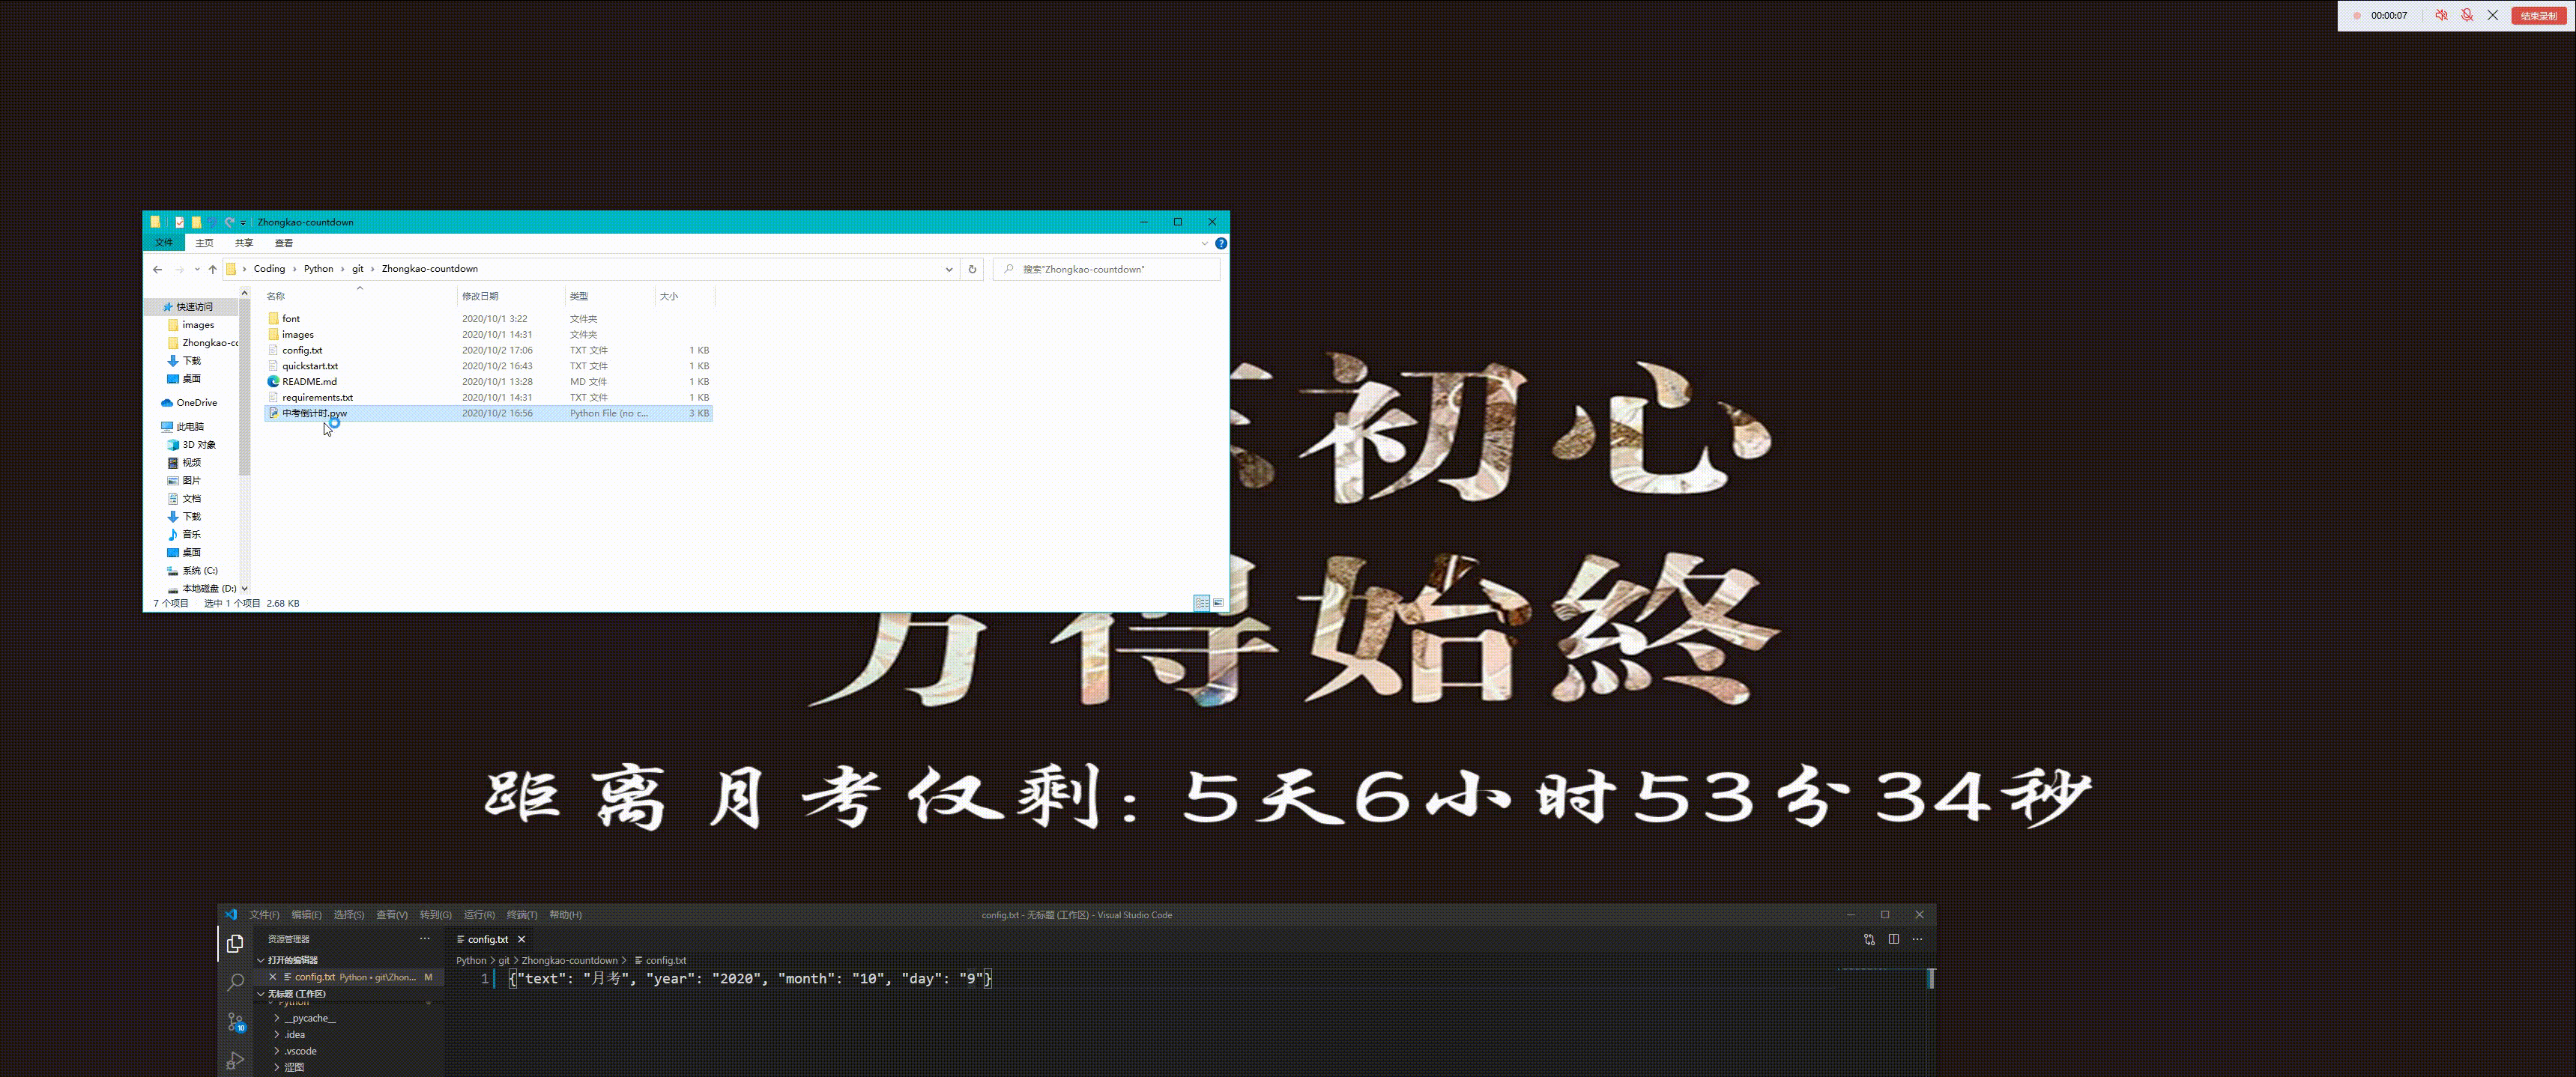 00:00:07
结束录制
Zhongkao-countdown
文件 主页 共享 查看
Coding > Python > git > Zhongkao-countdown
搜索"Zhongkao-countdown"
名称 修改日期 类型 大小
快速访问
images
Zhongkao-co
下载
桌面
OneDrive
此电脑
3D 对象
视频
图片
文档
下载
音乐
桌面
系统 (C:)
本地磁盘 (D:)
font 2020/10/1 3:22 文件夹
images 2020/10/1 14:31 文件夹
config.txt 2020/10/2 17:06 TXT 文件 1 KB
quickstart.txt 2020/10/2 16:43 TXT 文件 1 KB
README.md 2020/10/1 13:28 MD 文件 1 KB
requirements.txt 2020/10/1 14:31 TXT 文件 1 KB
中考倒计时.pyw 2020/10/2 16:56 Python File (no c... 3 KB
7 个项目 选中 1 个项目 2.68 KB
初心
方得始終
距离月考仅剩:5天6小时53分34秒
文件(F) 编辑(E) 选择(S) 查看(V) 转到(G) 运行(R) 终端(T) 帮助(H)
config.txt - 无标题 (工作区) - Visual Studio Code
资源管理器
打开的编辑器
config.txt Python • git\Zhon... M
无标题 (工作区)
Python
__pycache__
.idea
.vscode
涩图
10
config.txt
Python > git > Zhongkao-countdown > config.txt
1 {"text": "月考", "year": "2020", "month": "10", "day": "9"}